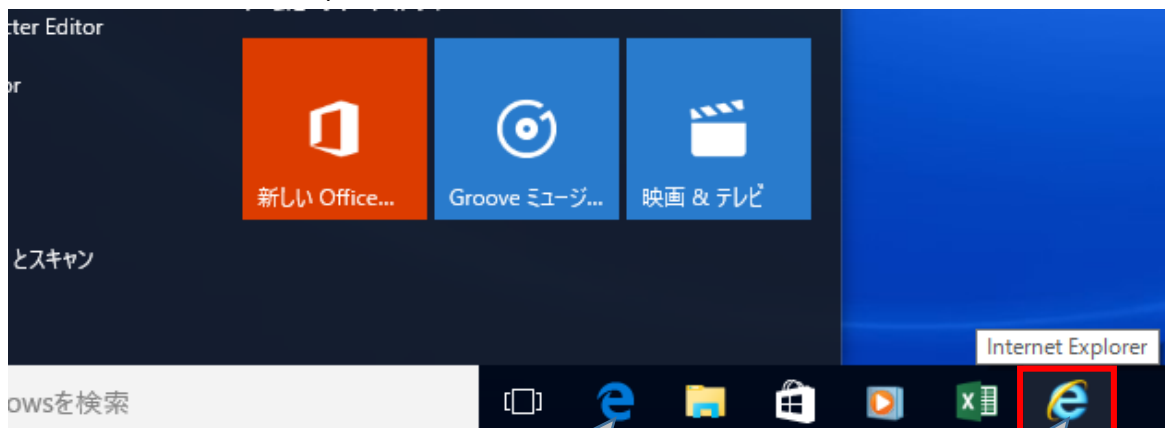 cter Editor
or
新しい Office...
Groove ミュージ...
映画 & テレビ
とスキャン
Internet Explorer
owsを検索